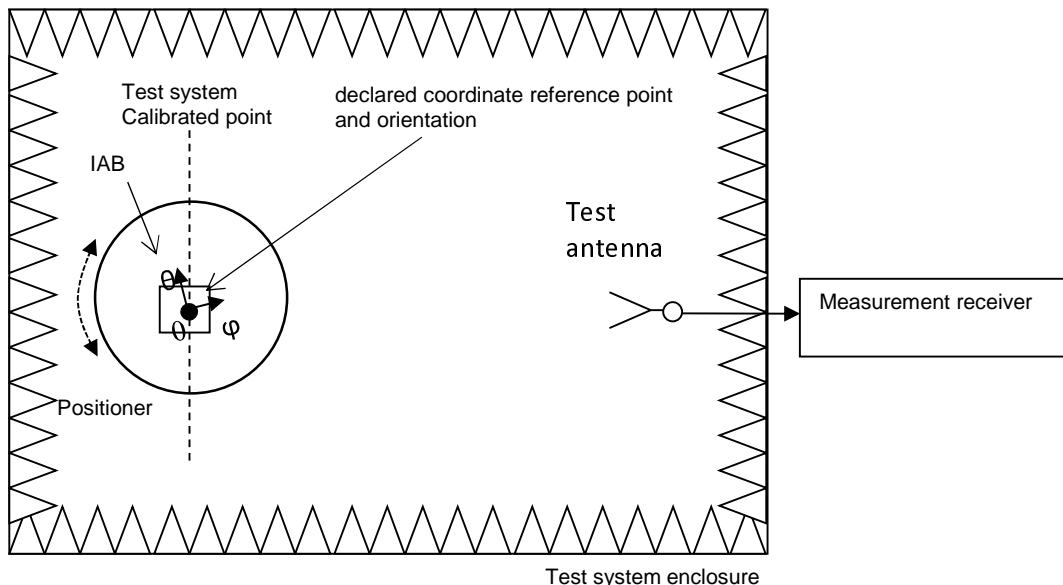 Test system
Calibrated point
declared coordinate reference point
and orientation
IAB
Test
antenna
θ
θ
φ
Measurement receiver
Positioner
Test system enclosure